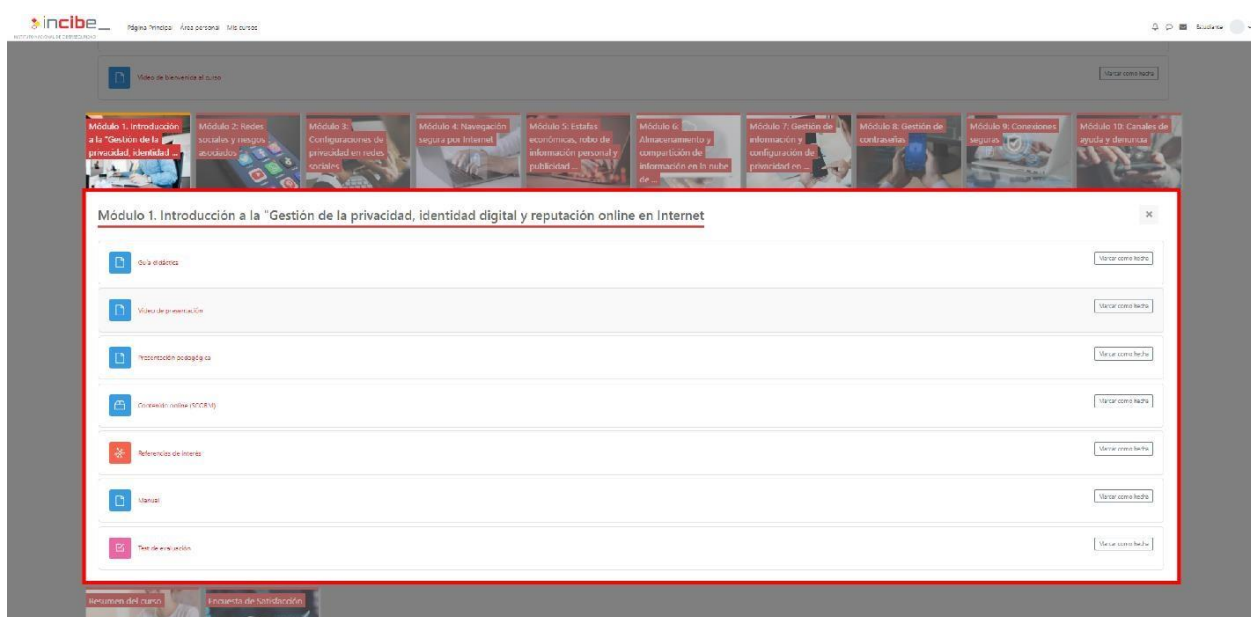 incibe_
INSTITUTO NACIONAL DE CIBERSEGURIDAD
Página Principal Área personal Mis cursos
Estudiante
Vídeo de bienvenida al curso
Marcar como hecha
Módulo 1. Introducción
a la "Gestión de la
privacidad, identidad ...
Módulo 2: Redes
sociales y riesgos
asociados
Módulo 3:
Configuraciones de
privacidad en redes
sociales
Módulo 4: Navegación
segura por Internet
Módulo 5: Estafas
económicas, robo de
información personal y
publicidad ...
Módulo 6:
Almacenamiento y
compartición de
información en la nube
de ...
Módulo 7: Gestión de
información y
configuración de
privacidad en ...
Módulo 8: Gestión de
contraseñas
Módulo 9: Conexiones
seguras
Módulo 10: Canales de
ayuda y denuncia
Módulo 1. Introducción a la "Gestión de la privacidad, identidad digital y reputación online en Internet
Guía didáctica
Marcar como hecha
Vídeo de presentación
Marcar como hecha
Presentación pedagógica
Marcar como hecha
Contenido online (SCORM)
Marcar como hecha
Referencias de interés
Marcar como hecha
Manual
Marcar como hecha
Test de evaluación
Marcar como hecha
Resumen del curso
Encuesta de Satisfacción